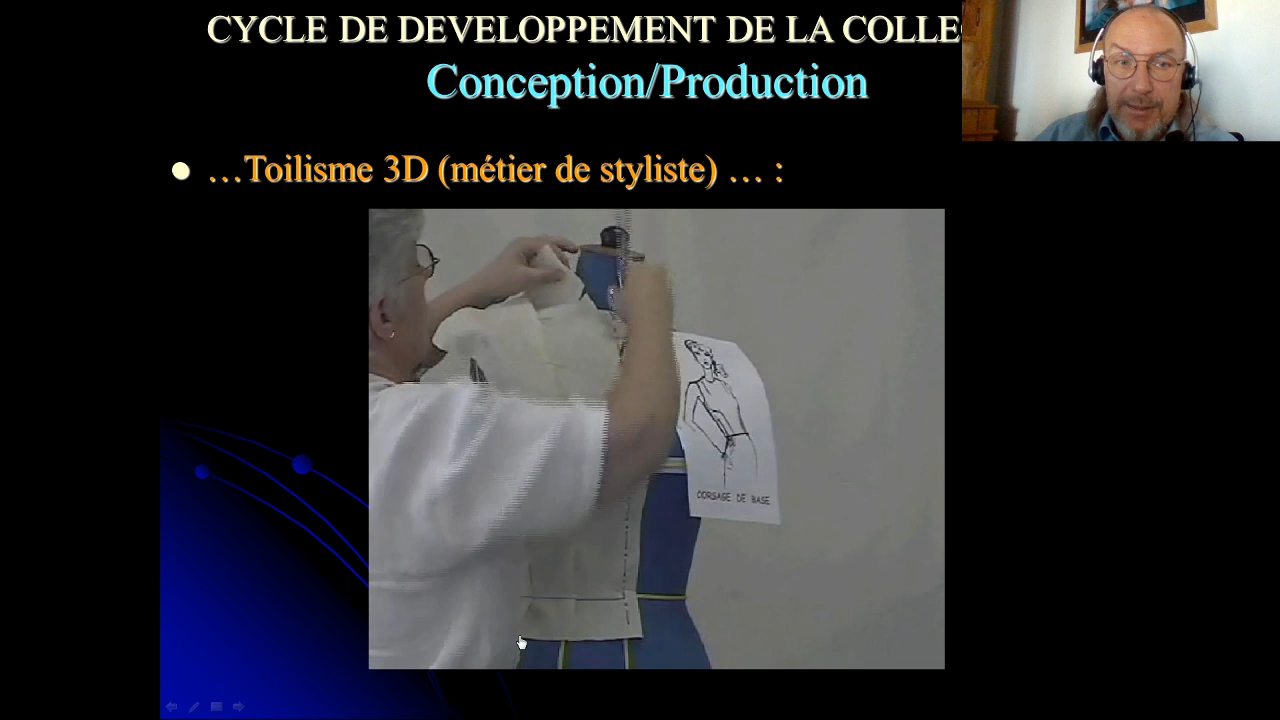 CYCLE DE DEVELOPPEMENT DE LA COLLE
Conception/Production
…Toilisme 3D (métier de styliste) … :
CORSAGE DE BASE